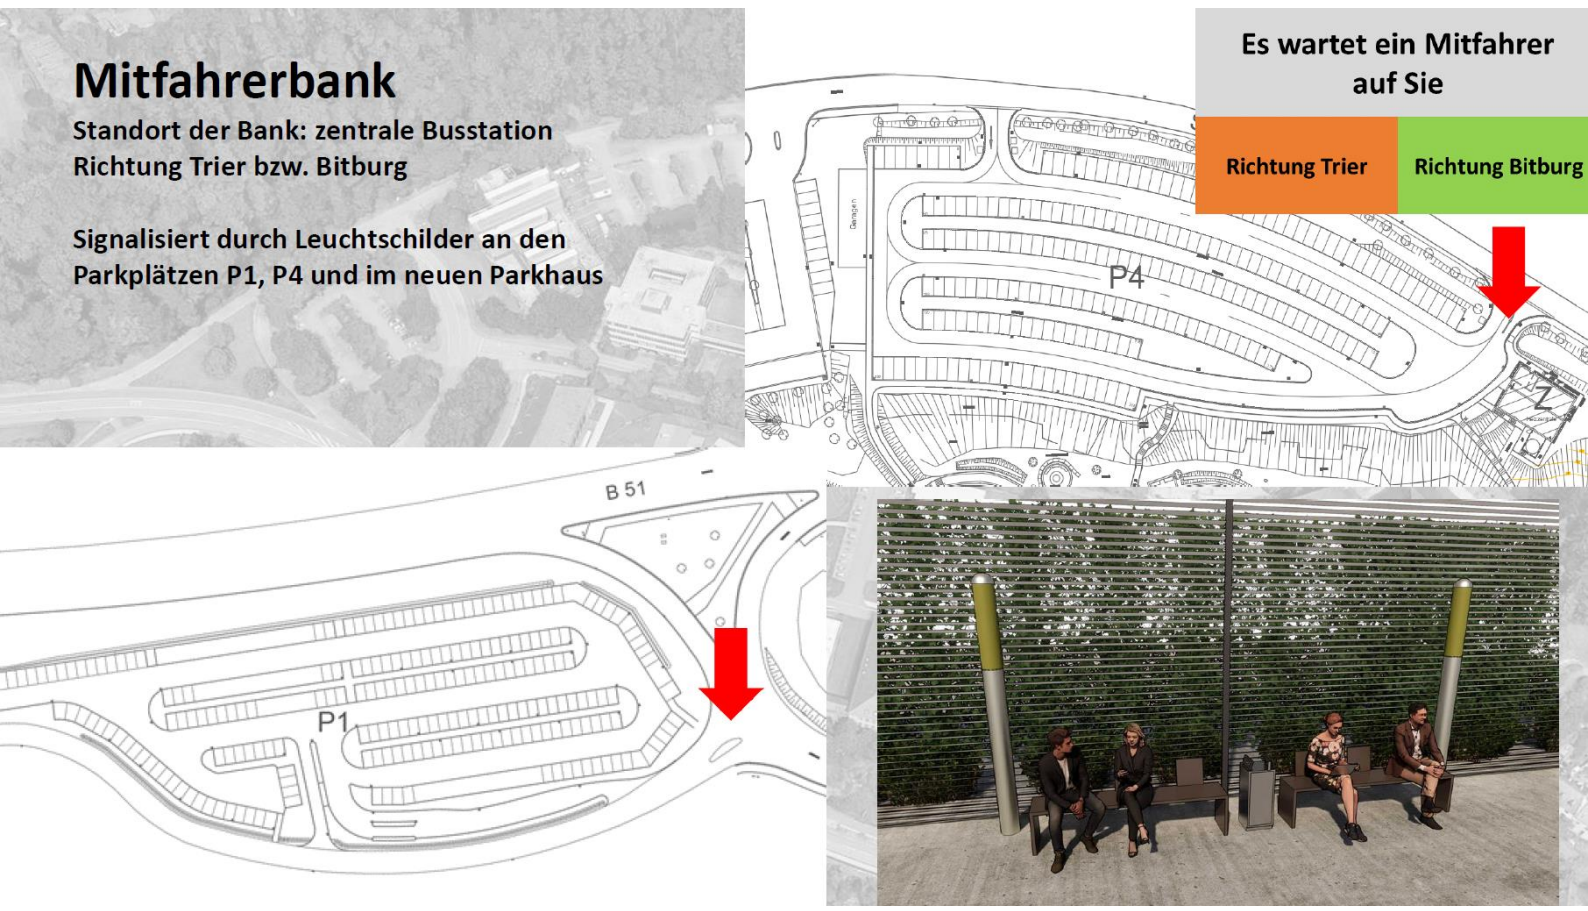 Mitfahrerbank
Standort der Bank: zentrale Busstation
Richtung Trier bzw. Bitburg
Signalisiert durch Leuchtschilder an den
Parkplätzen P1, P4 und im neuen Parkhaus
Es wartet ein Mitfahrer
auf Sie
Richtung Trier
Richtung Bitburg
Garagen
P4
Z
B 51
P1